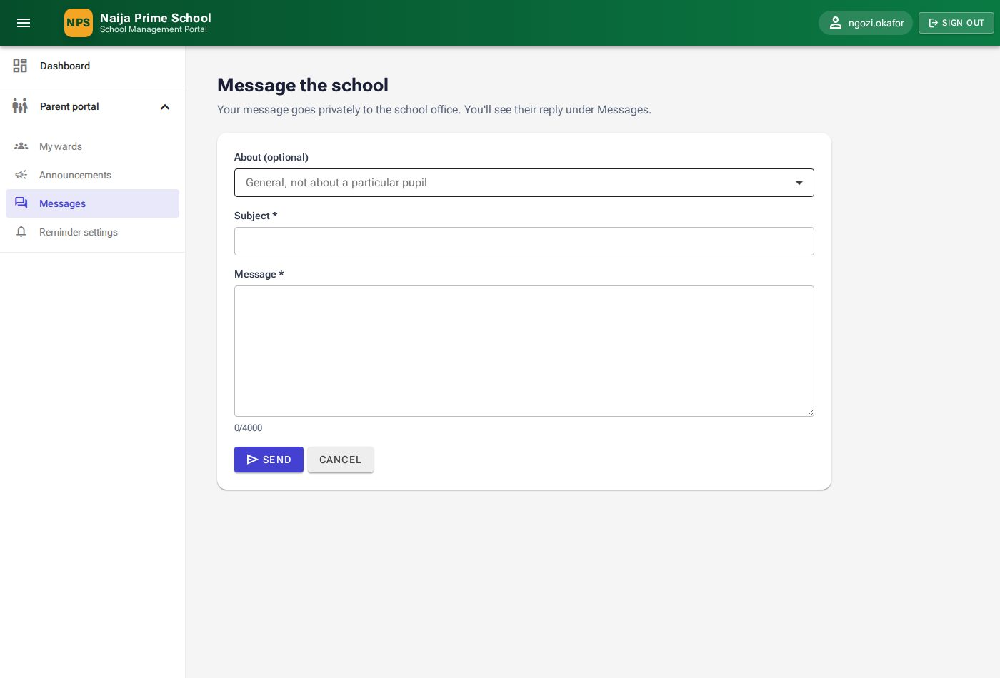 NPS
Naija Prime School
School Management Portal
ngozi.okafor
SIGN OUT
Dashboard
Parent portal
My wards
Announcements
Messages
Reminder settings
Message the school
Your message goes privately to the school office. You'll see their reply under Messages.
About (optional)
General, not about a particular pupil
Subject *
Message *
0/4000
SEND
CANCEL